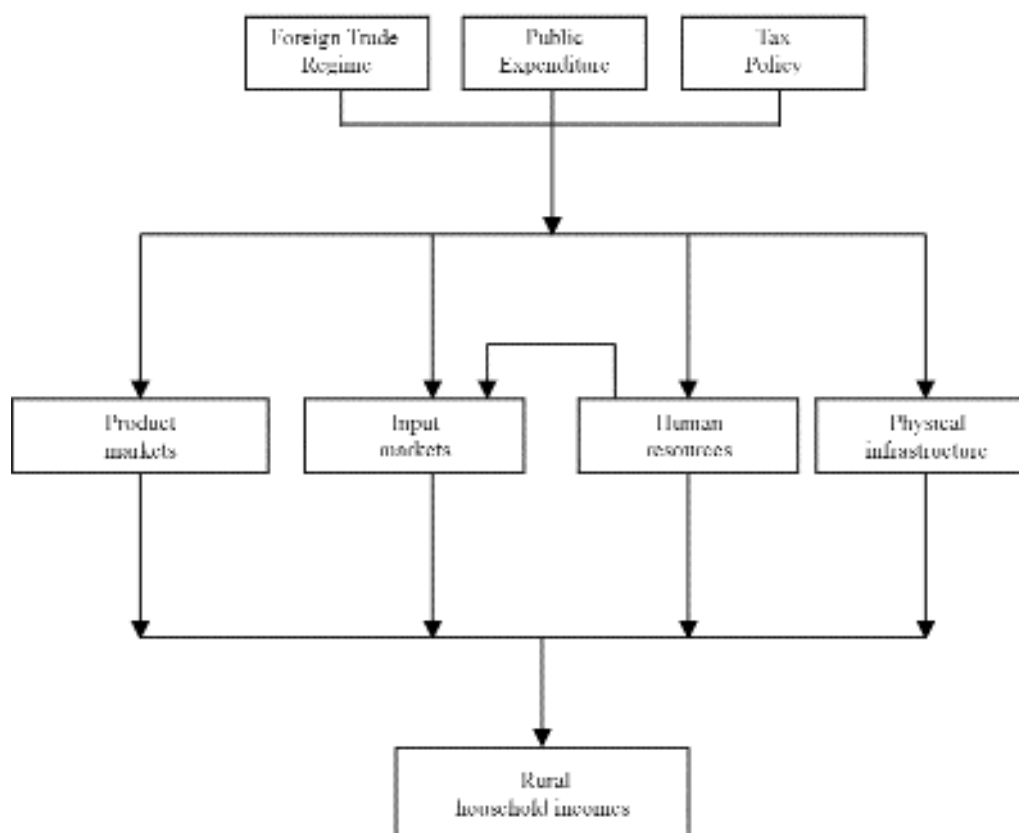 Foreign Trade
Regime
Public
Expenditure
Tax
Policy
Product
markets
Input
markets
Human
resources
Physical
infrastructure
Rural
household incomes